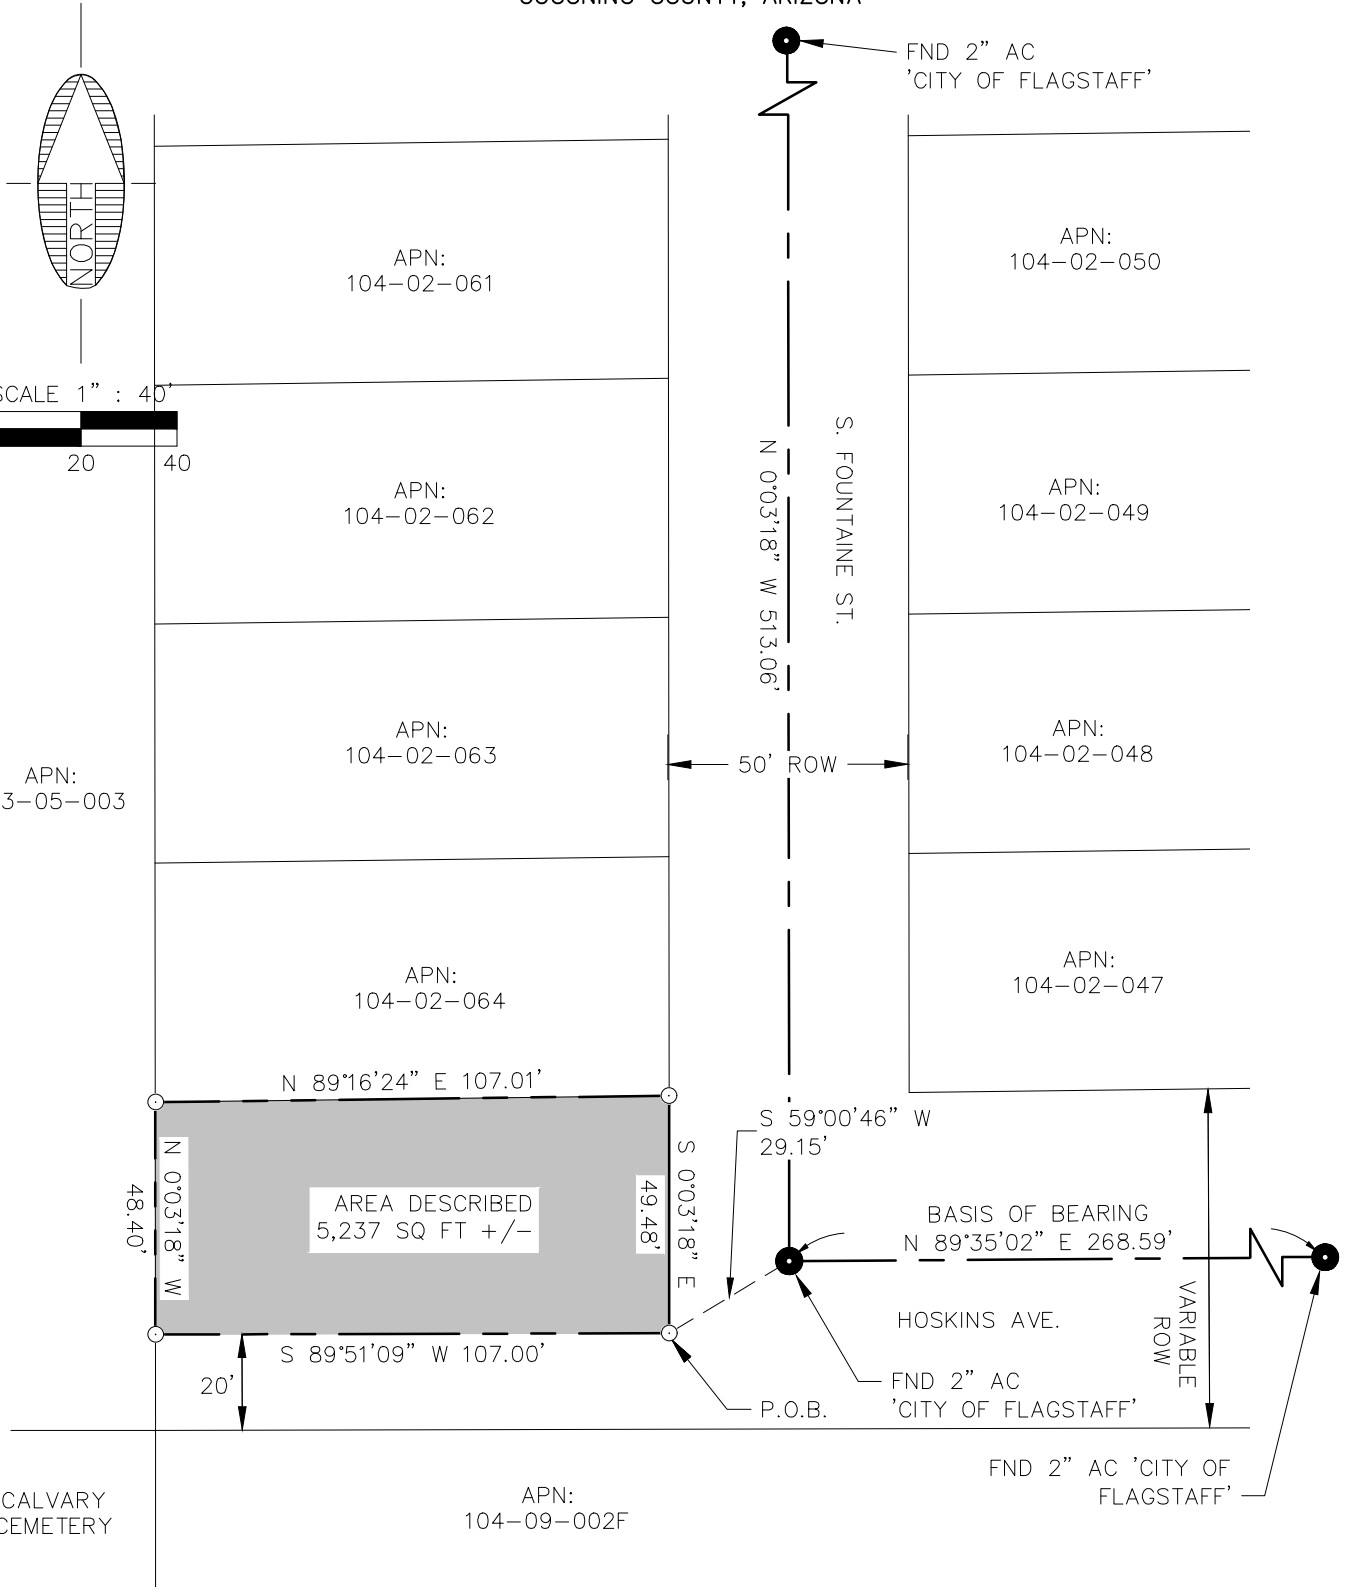 FND 2" AC
'CITY OF FLAGSTAFF'
NORTH
SCALE 1" : 40'
20 40
APN:
104-02-061
APN:
104-02-050
APN:
104-02-062
APN:
104-02-049
N 0°03'18" W 513.06'
S. FOUNTAINE ST.
APN:
104-02-063
50' ROW
APN:
104-02-048
APN:
3-05-003
APN:
104-02-064
APN:
104-02-047
N 89°16'24" E 107.01'
N 0°03'18" W
48.40'
AREA DESCRIBED
5,237 SQ FT +/-
S 0°03'18" E
49.48'
S 59°00'46" W
29.15'
BASIS OF BEARING
N 89°35'02" E 268.59'
HOSKINS AVE.
VARIABLE
ROW
S 89°51'09" W 107.00'
20'
P.O.B.
FND 2" AC
'CITY OF FLAGSTAFF'
FND 2" AC 'CITY OF
FLAGSTAFF'
CALVARY
CEMETERY
APN:
104-09-002F